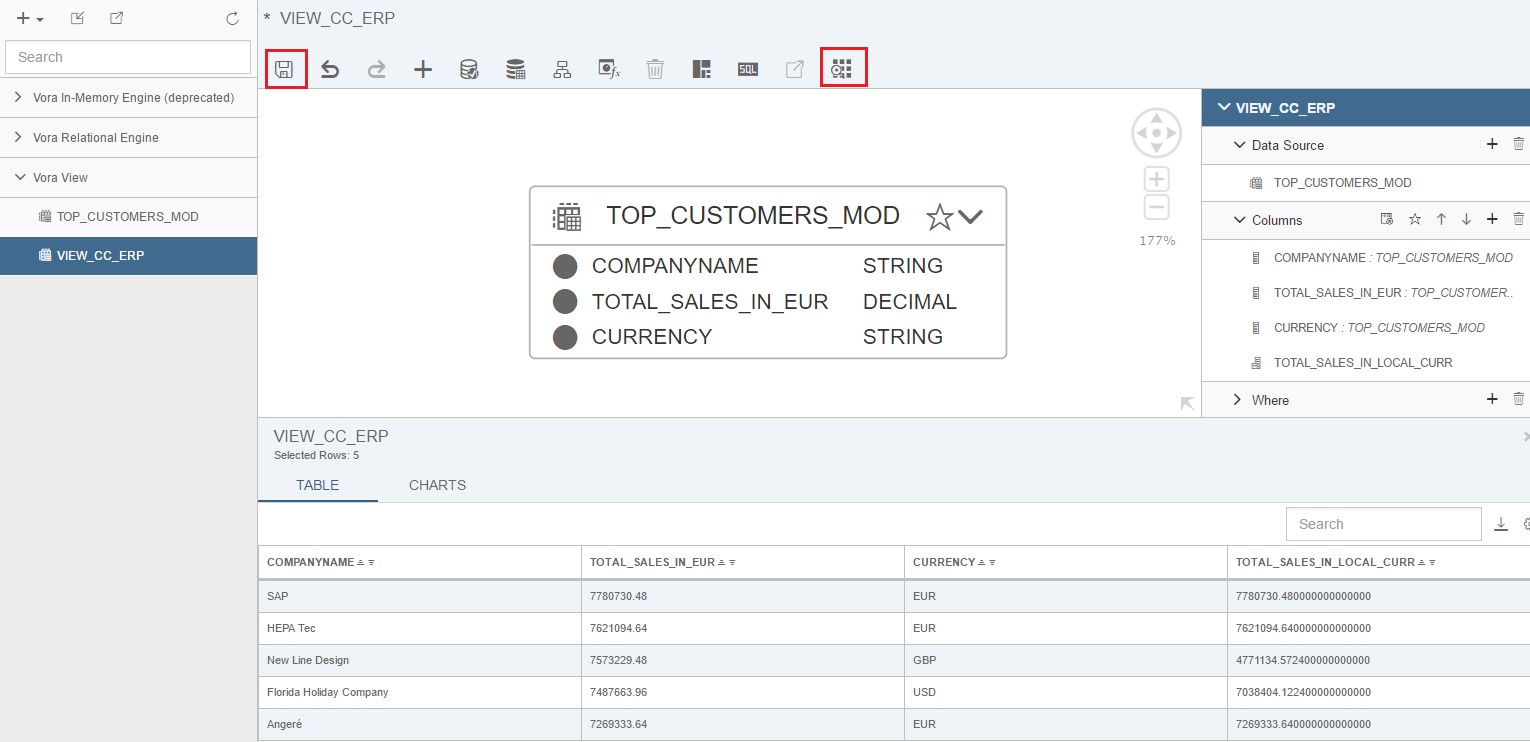 * VIEW_CC_ERP
Search
SQL
Vora In-Memory Engine (deprecated)
Vora Relational Engine
Vora View
TOP_CUSTOMERS_MOD
VIEW_CC_ERP
TOP_CUSTOMERS_MOD
COMPANYNAME STRING
TOTAL_SALES_IN_EUR DECIMAL
CURRENCY STRING
177%
VIEW_CC_ERP
Data Source
TOP_CUSTOMERS_MOD
Columns
COMPANYNAME : TOP_CUSTOMERS_MOD
TOTAL_SALES_IN_EUR : TOP_CUSTOMER..
CURRENCY : TOP_CUSTOMERS_MOD
TOTAL_SALES_IN_LOCAL_CURR
Where
VIEW_CC_ERP
Selected Rows: 5
TABLE CHARTS
Search
COMPANYNAME TOTAL_SALES_IN_EUR CURRENCY TOTAL_SALES_IN_LOCAL_CURR
SAP 7780730.48 EUR 7780730.480000000000000
HEPA Tec 7621094.64 EUR 7621094.640000000000000
New Line Design 7573229.48 GBP 4771134.572400000000000
Florida Holiday Company 7487663.96 USD 7038404.122400000000000
Angeré 7269333.64 EUR 7269333.640000000000000